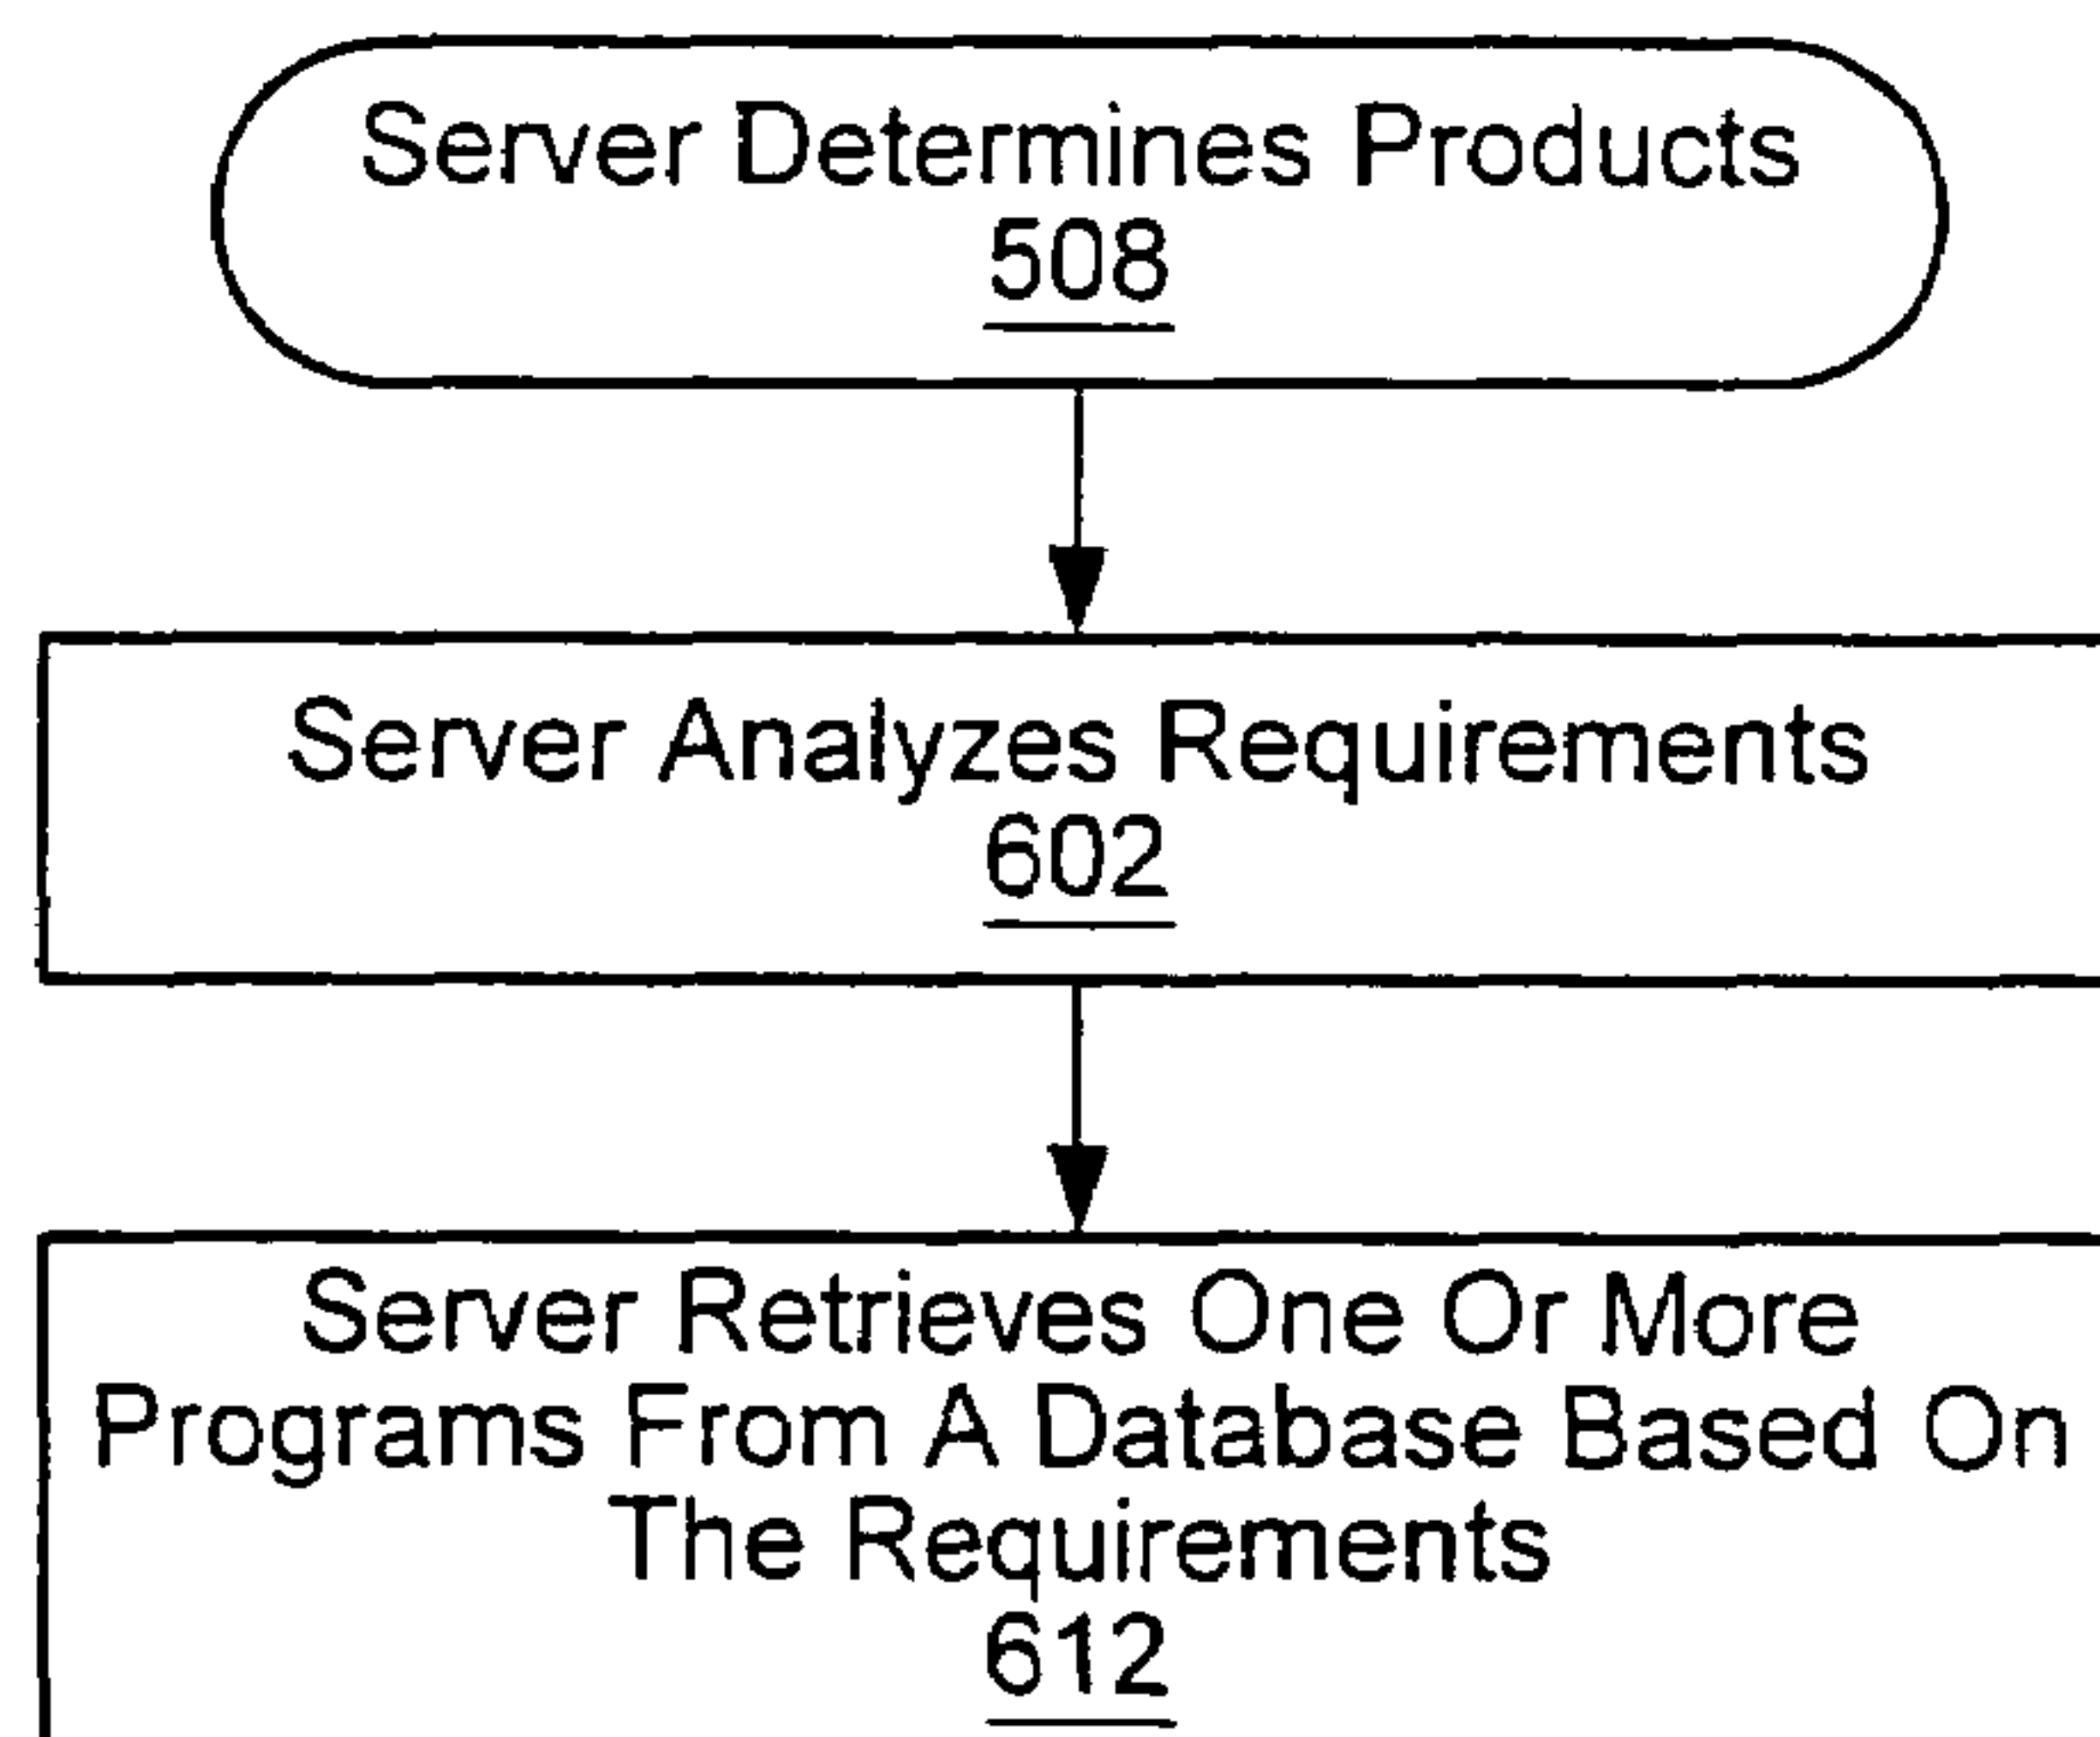 Server Determines Products
508
Server Analyzes Requirements
602
Server Retrieves One Or More
Programs From A Database Based On
The Requirements
612